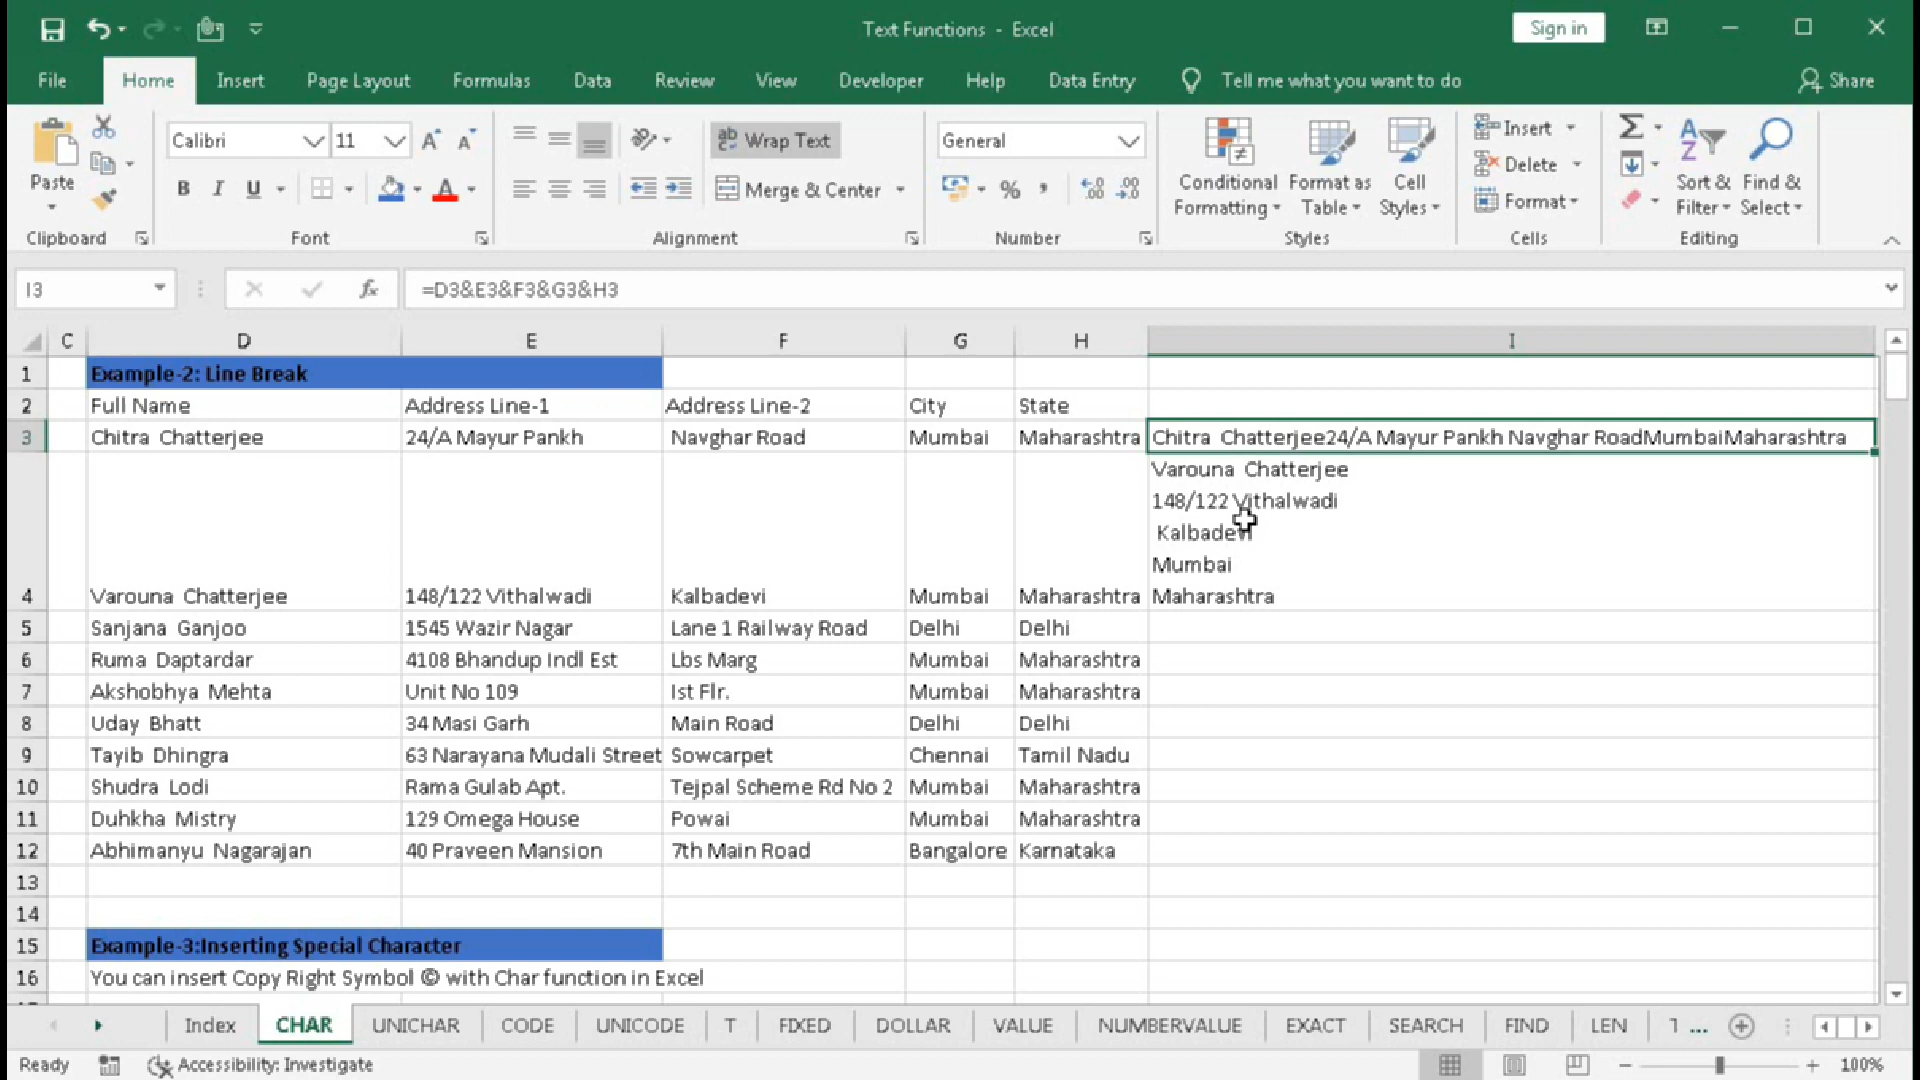 Text Functions - Excel
Sign in
File Home Insert Page Layout Formulas Data Review View Developer Help Data Entry Tell me what you want to do Share
Paste
Clipboard
Calibri 11
B I U
Font
Wrap Text
Merge & Center
Alignment
General
%
Number
Conditional Formatting
Format as Table
Cell Styles
Styles
Insert
Delete
Format
Cells
Sort & Filter
Find & Select
Editing
I3 fx =D3&E3&F3&G3&H3
C D E F G H I
1 Example-2: Line Break
2 Full Name Address Line-1 Address Line-2 City State
3 Chitra Chatterjee 24/A Mayur Pankh Navghar Road Mumbai Maharashtra Chitra Chatterjee24/A Mayur Pankh Navghar RoadMumbaiMaharashtra
Varouna Chatterjee
148/122 Vithalwadi
Kalbadevi
Mumbai
4 Varouna Chatterjee 148/122 Vithalwadi Kalbadevi Mumbai Maharashtra Maharashtra
5 Sanjana Ganjoo 1545 Wazir Nagar Lane 1 Railway Road Delhi Delhi
6 Ruma Daptardar 4108 Bhandup Indl Est Lbs Marg Mumbai Maharashtra
7 Akshobhya Mehta Unit No 109 Ist Flr. Mumbai Maharashtra
8 Uday Bhatt 34 Masi Garh Main Road Delhi Delhi
9 Tayib Dhingra 63 Narayana Mudali Street Sowcarpet Chennai Tamil Nadu
10 Shudra Lodi Rama Gulab Apt. Tejpal Scheme Rd No 2 Mumbai Maharashtra
11 Duhkha Mistry 129 Omega House Powai Mumbai Maharashtra
12 Abhimanyu Nagarajan 40 Praveen Mansion 7th Main Road Bangalore Karnataka
13
14
15 Example-3:Inserting Special Character
16 You can insert Copy Right Symbol © with Char function in Excel
Index CHAR UNICHAR CODE UNICODE T FIXED DOLLAR VALUE NUMBERVALUE EXACT SEARCH FIND LEN ...
Ready Accessibility: Investigate 100%